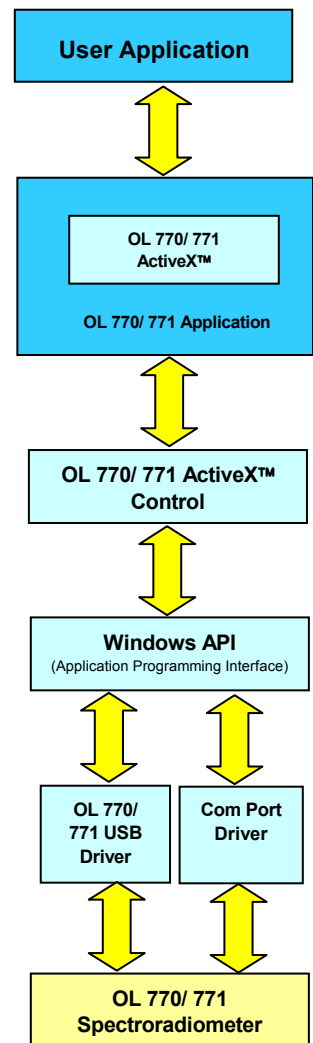 User Application
OL 770/ 771
ActiveX™
OL 770/ 771 Application
OL 770/ 771 ActiveX™
Control
Windows API
(Application Programming Interface)
OL 770/
771 USB
Driver
Com Port
Driver
OL 770/ 771
Spectroradiometer